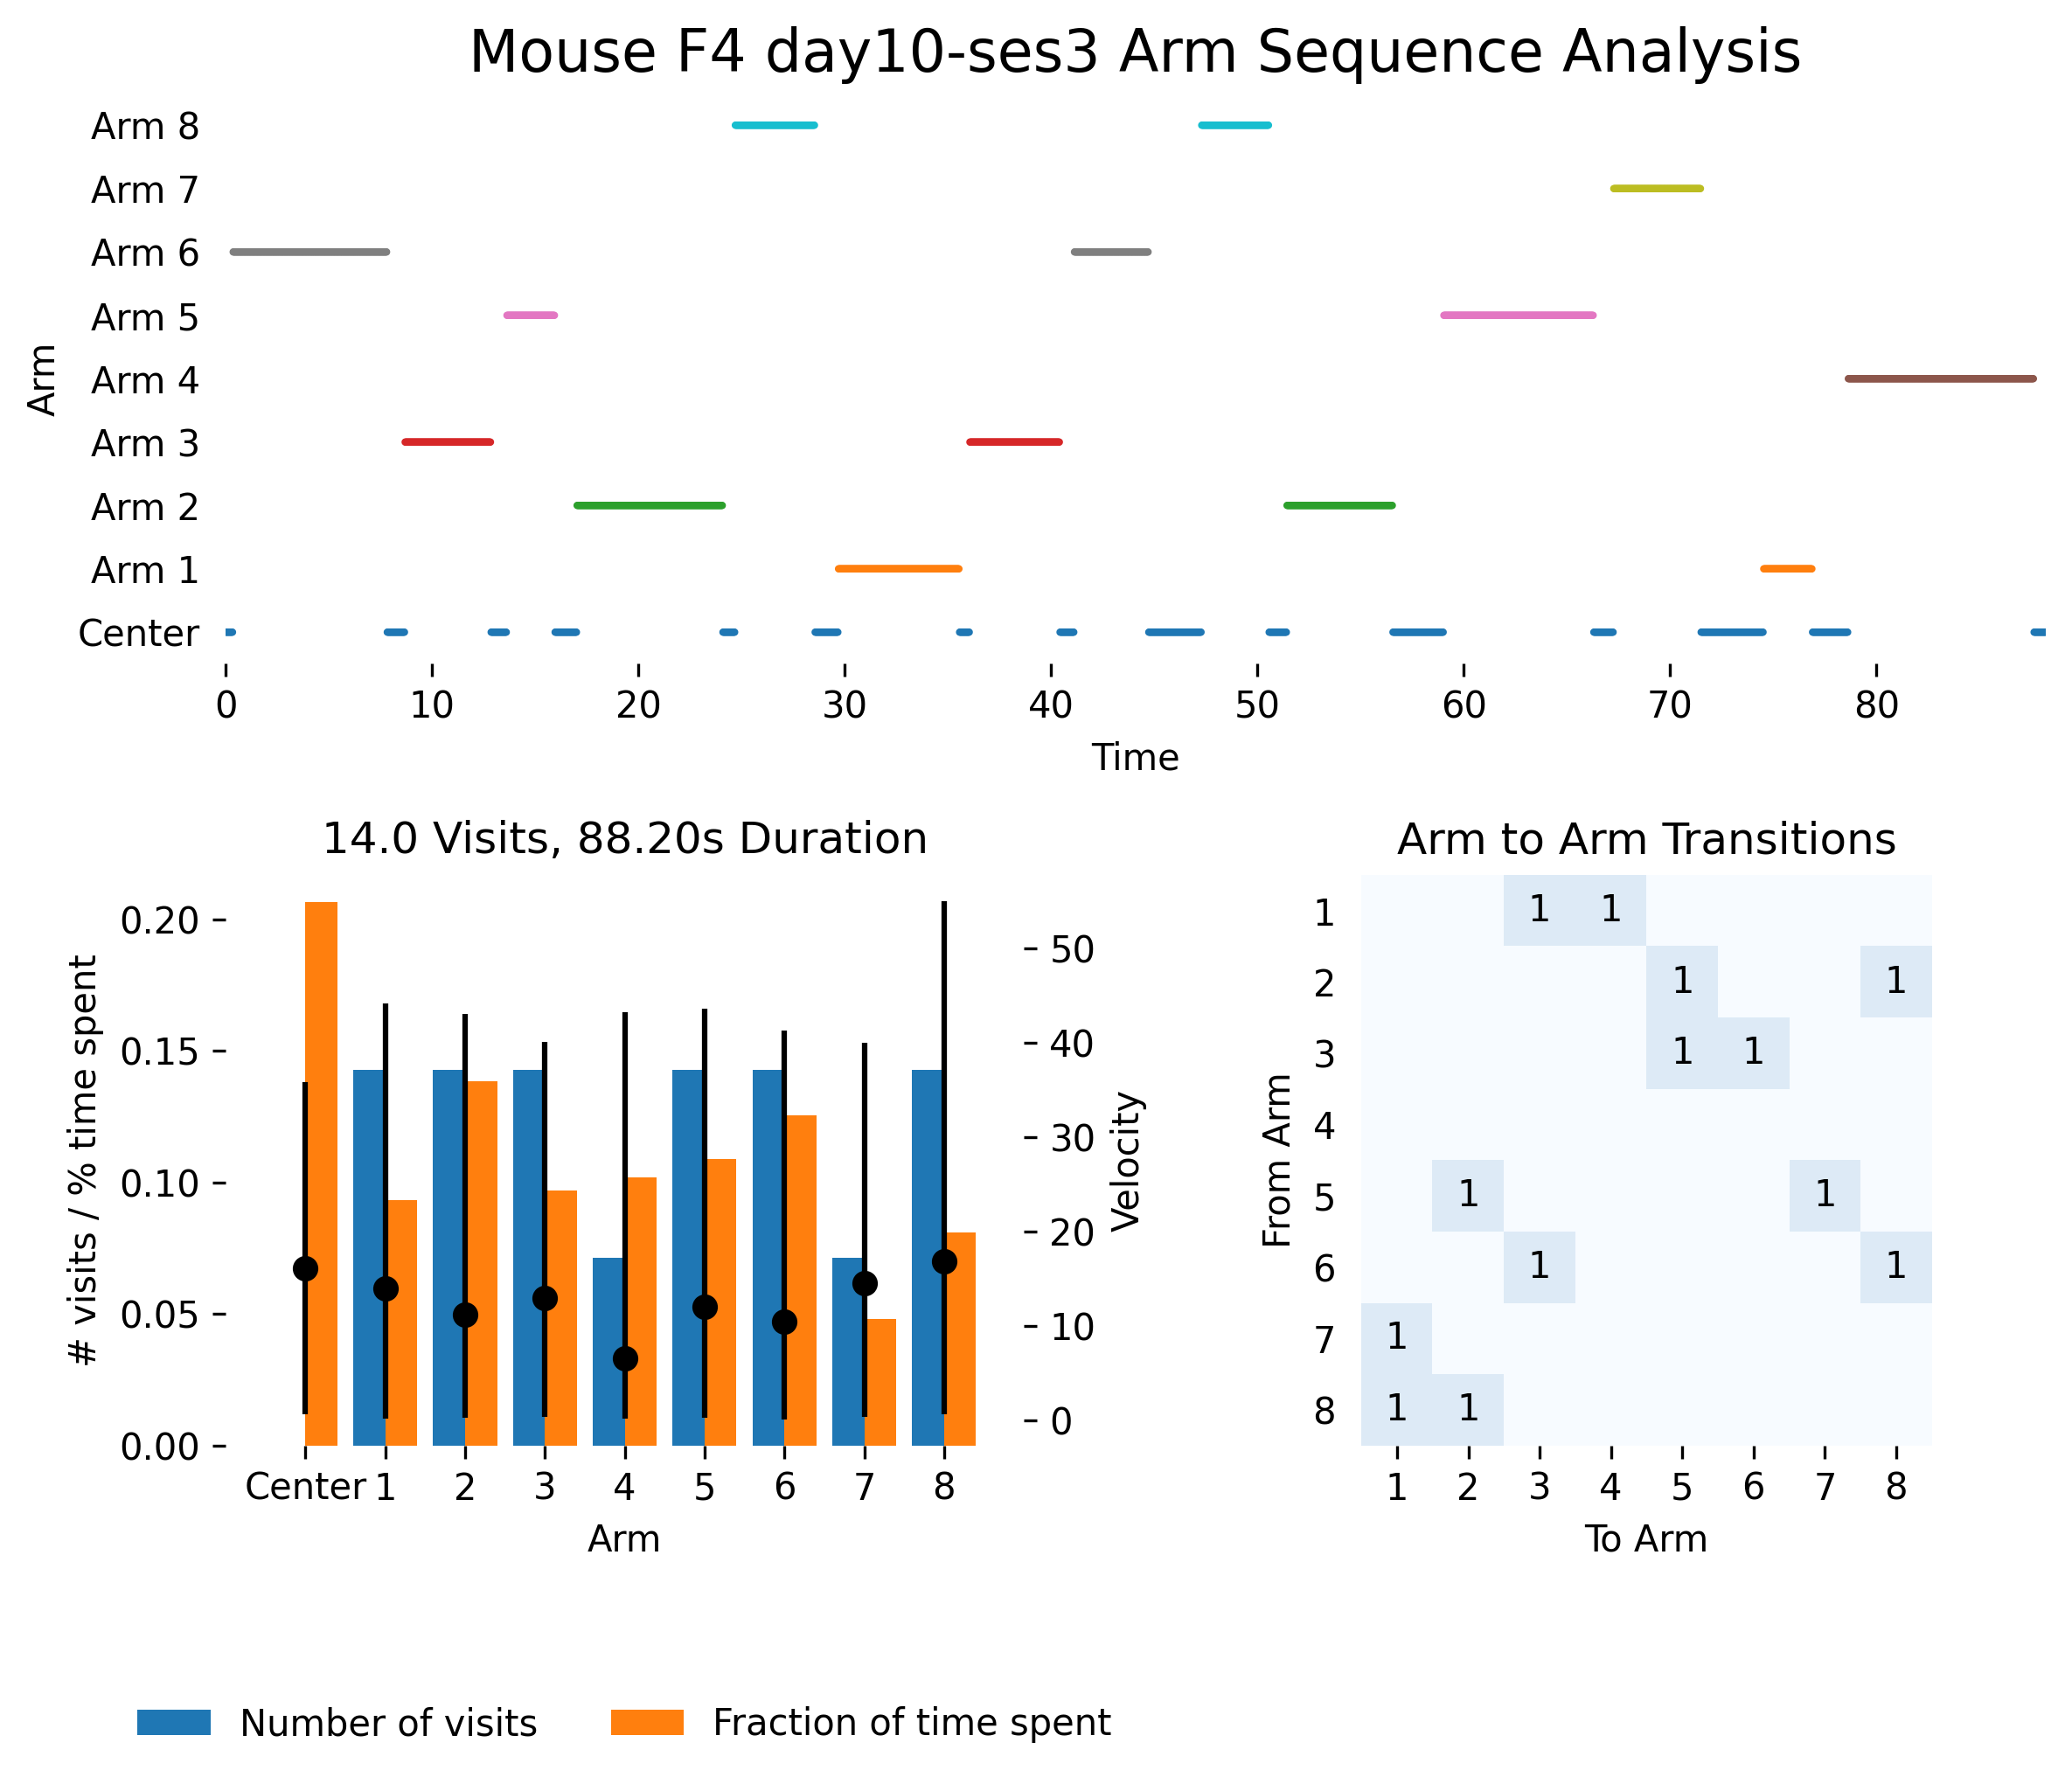 Mouse F4 day10-ses3 Arm Sequence Analysis
Arm
Arm 8
Arm 7
Arm 6
Arm 5
Arm 4
Arm 3
Arm 2
Arm 1
Center
0 10 20 30 40 50 60 70 80
Time
14.0 Visits, 88.20s Duration
# visits / % time spent
0.20
0.15
0.10
0.05
0.00
50
40
30
20
10
0
Velocity
Center 1 2 3 4 5 6 7 8
Arm
Arm to Arm Transitions
From Arm
1 1 1
2 1 1
3 1 1
4
5 1 1
6 1 1
7 1
8 1 1
1 2 3 4 5 6 7 8
To Arm
Number of visits Fraction of time spent